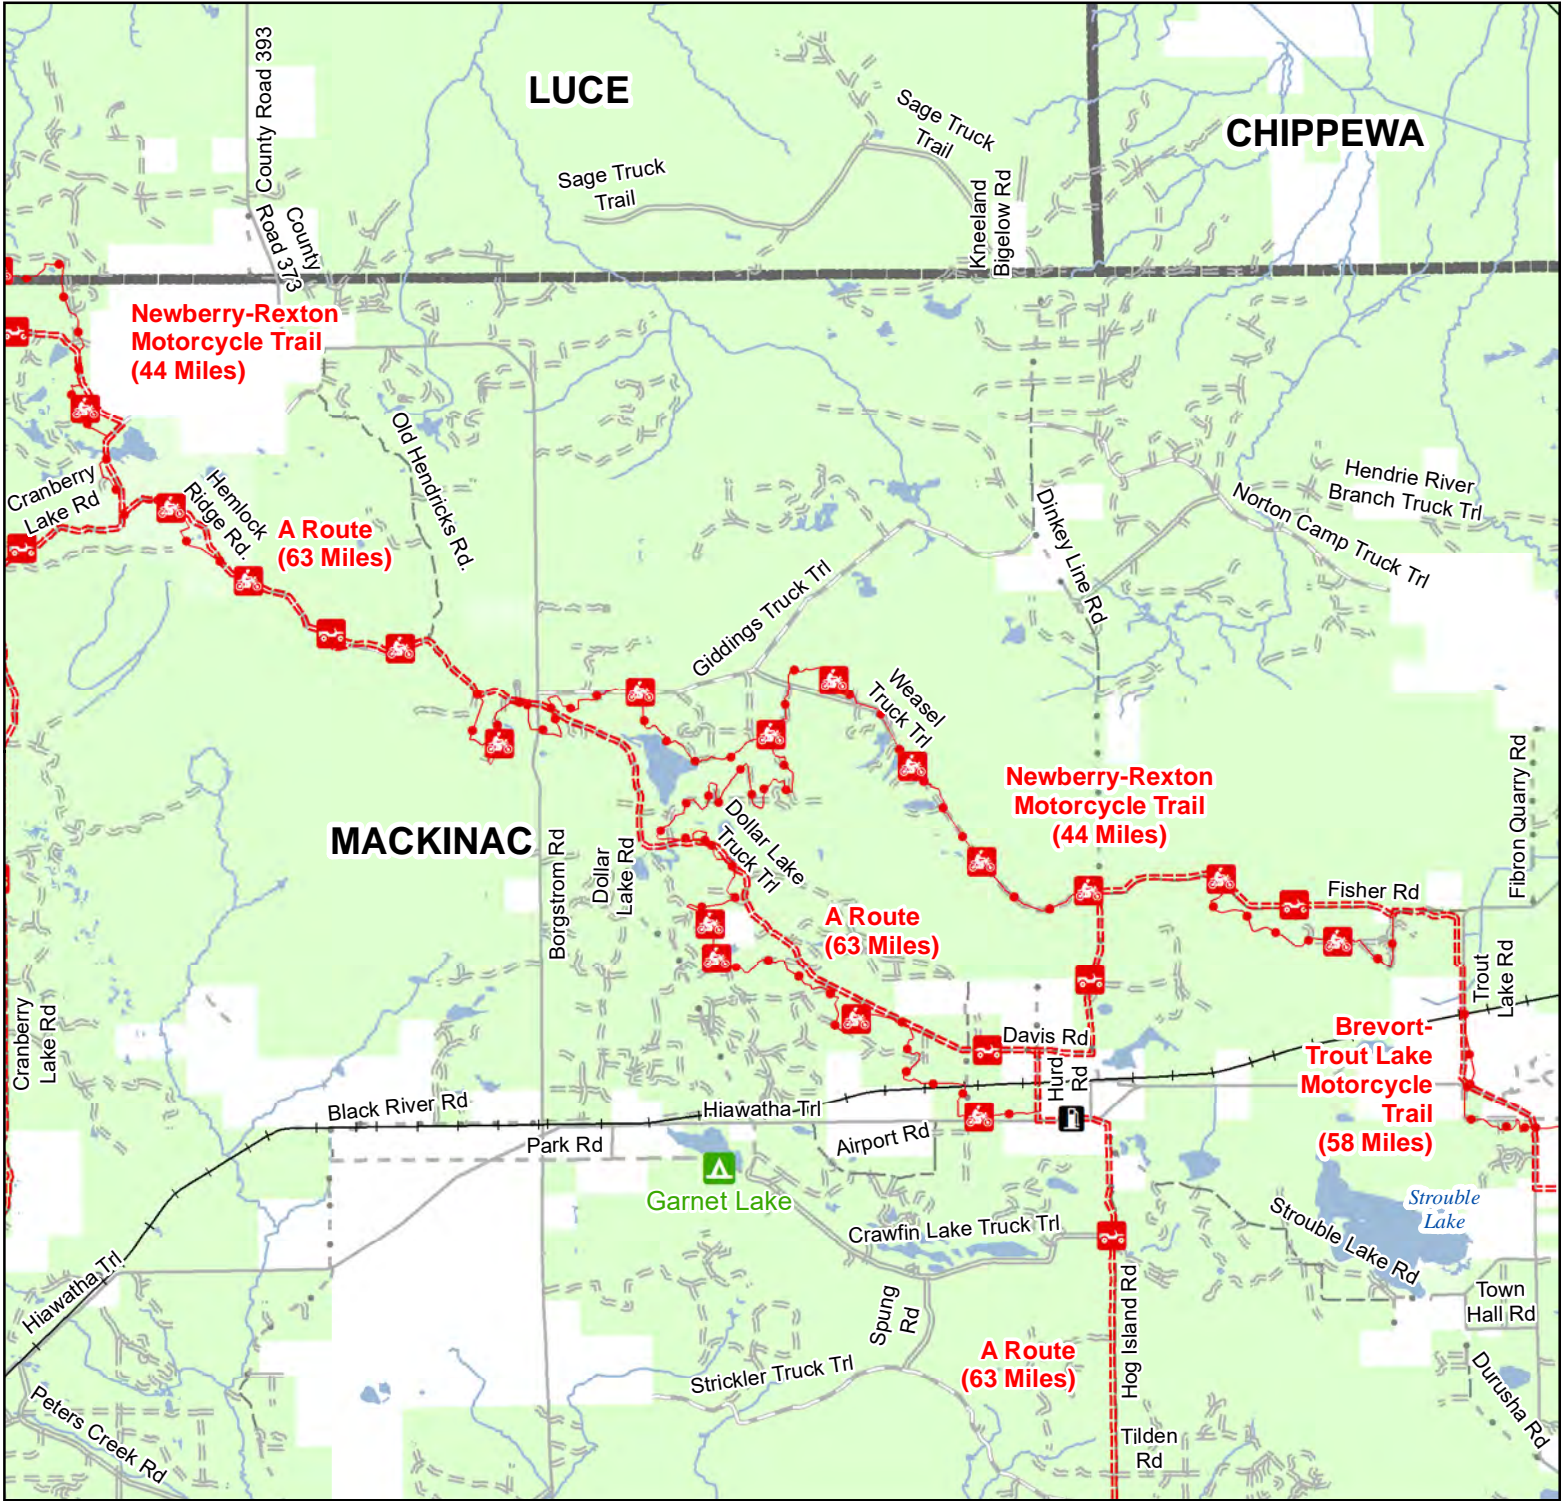 County Road 393
LUCE
Sage Truck
Trail
CHIPPEWA
Sage Truck
Trail
Kneeland
Bigelow Rd
County
Road 373
Newberry-Rexton
Motorcycle Trail
(44 Miles)
Old Hendricks Rd.
Cranberry
Lake Rd
Hemlock
Ridge Rd.
A Route
(63 Miles)
Hendrie River
Branch Truck Trl
Norton Camp Truck Trl
Dinkey Line Rd
Giddings Truck Trl
Weasel
Truck Trl
Newberry-Rexton
Motorcycle Trail
(44 Miles)
Fibron Quarry Rd
MACKINAC
Borgstrom Rd
Dollar
Lake Rd
Dollar Lake
Truck Trl
Fisher Rd
A Route
(63 Miles)
Trout
Lake Rd
Cranberry
Lake Rd
Davis Rd
Hurd
Rd
Brevort-
Trout Lake
Motorcycle
Trail
(58 Miles)
Black River Rd
Hiawatha Trl
Park Rd
Airport Rd
Garnet Lake
Strouble
Lake
Strouble Lake Rd
Crawfin Lake Truck Trl
Hiawatha Trl
Spung
Rd
Hog Island Rd
Town
Hall Rd
A Route
(63 Miles)
Strickler Truck Trl
Durusha Rd
Peters Creek Rd
Tilden
Rd